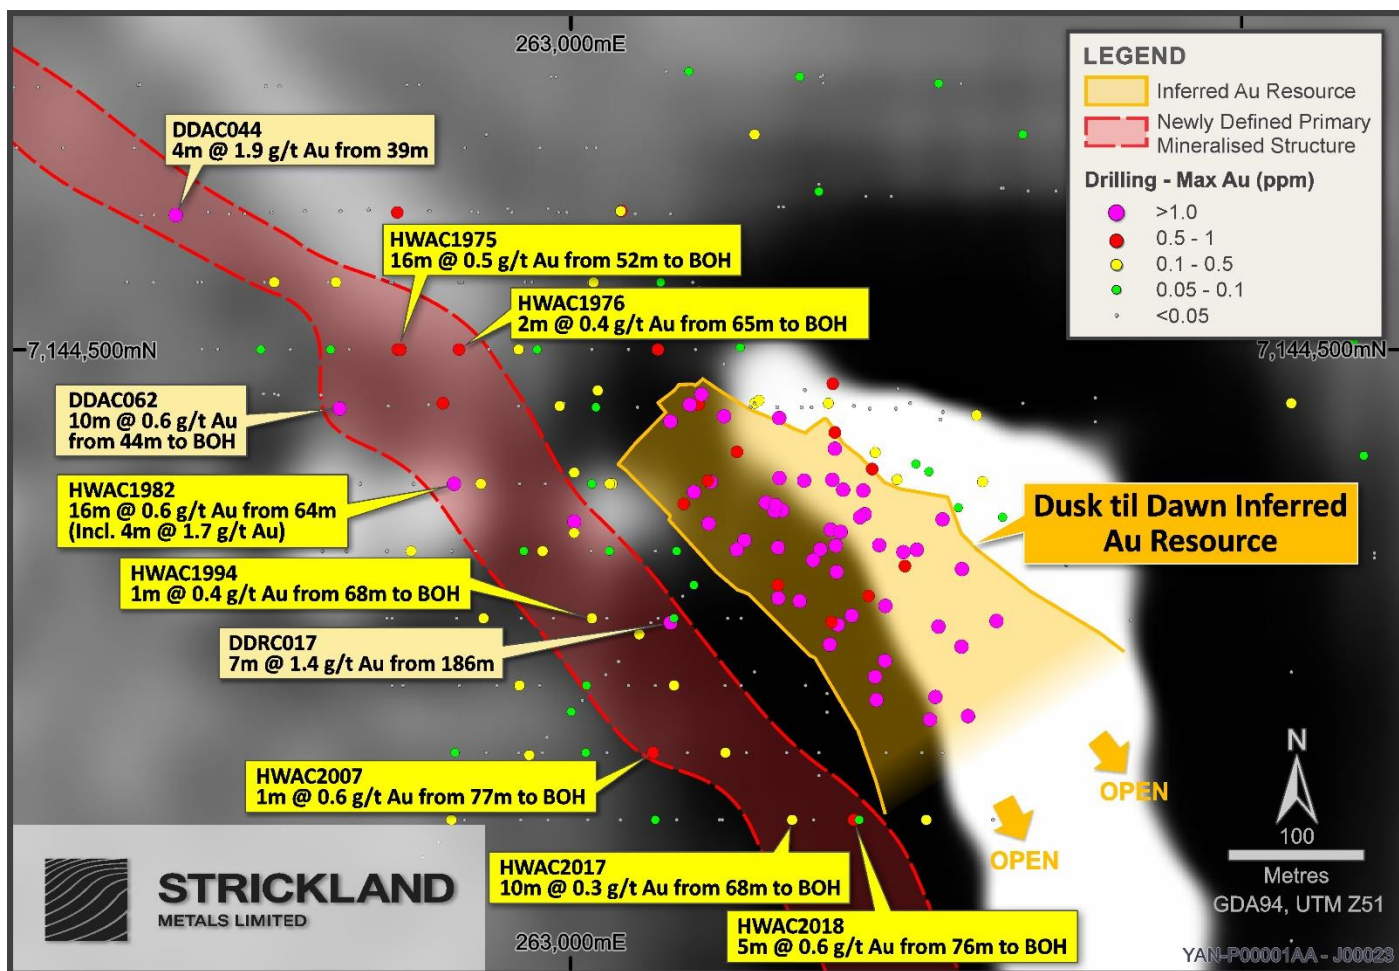 263,000mE
LEGEND
Inferred Au Resource
Newly Defined Primary
Mineralised Structure
Drilling - Max Au (ppm)
>1.0
0.5 - 1
0.1 - 0.5
0.05 - 0.1
<0.05
DDAC044
4m @ 1.9 g/t Au from 39m
HWAC1975
16m @ 0.5 g/t Au from 52m to BOH
HWAC1976
2m @ 0.4 g/t Au from 65m to BOH
7,144,500mN
7,144,500mN
DDAC062
10m @ 0.6 g/t Au
from 44m to BOH
HWAC1982
16m @ 0.6 g/t Au from 64m
(Incl. 4m @ 1.7 g/t Au)
Dusk til Dawn Inferred
Au Resource
HWAC1994
1m @ 0.4 g/t Au from 68m to BOH
DDRC017
7m @ 1.4 g/t Au from 186m
HWAC2007
1m @ 0.6 g/t Au from 77m to BOH
OPEN
OPEN
N
100
Metres
GDA94, UTM Z51
HWAC2017
10m @ 0.3 g/t Au from 68m to BOH
HWAC2018
5m @ 0.6 g/t Au from 76m to BOH
STRICKLAND
METALS LIMITED
263,000mE
YAN-P00001AA - J00023